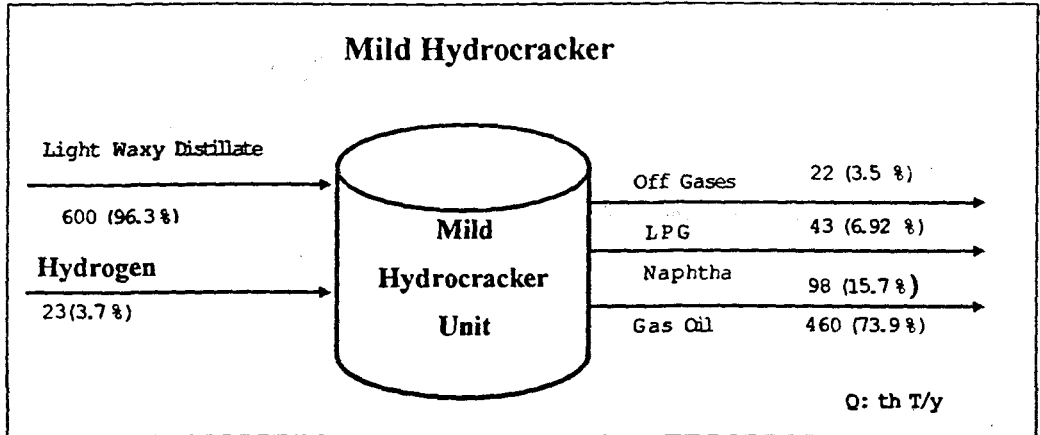 Mild Hydrocracker
Light Waxy Distillate
600 (96.3 %)
Hydrogen
23(3.7 %)
Mild
Hydrocracker
Unit
Off Gases 22 (3.5 %)
LPG 43 (6.92 %)
Naphtha 98 (15.7 %)
Gas Oil 460 (73.9 %)
Q: th T/y